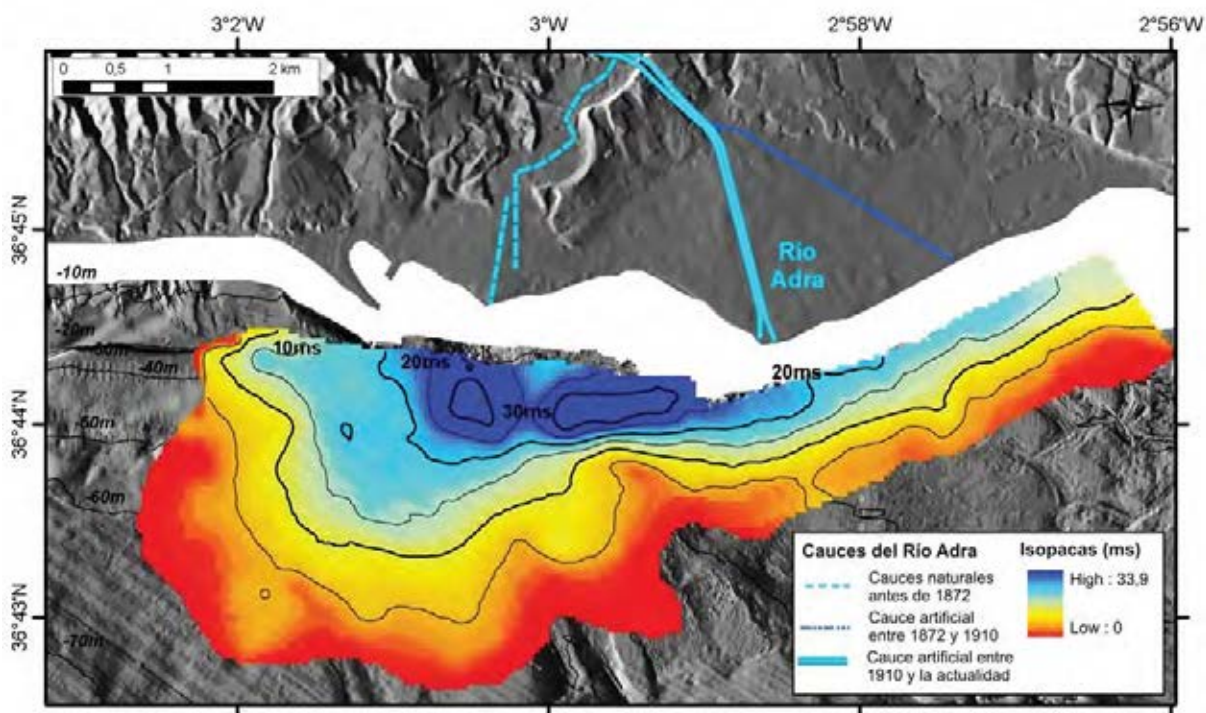 3°2'W
3°W
2°58'W
2°56'W
0 0,5 1 2 km
36°45'N
36°44'N
36°43'N
-10m
-20m
-30m
-40m
-50m
-60m
-70m
Río
Adra
10ms
20ms
30ms
20ms
Cauces del Río Adra
Cauces naturales
antes de 1872
Cauce artificial
entre 1872 y 1910
Cauce artificial entre
1910 y la actualidad
Isopacas (ms)
High : 33,9
Low : 0